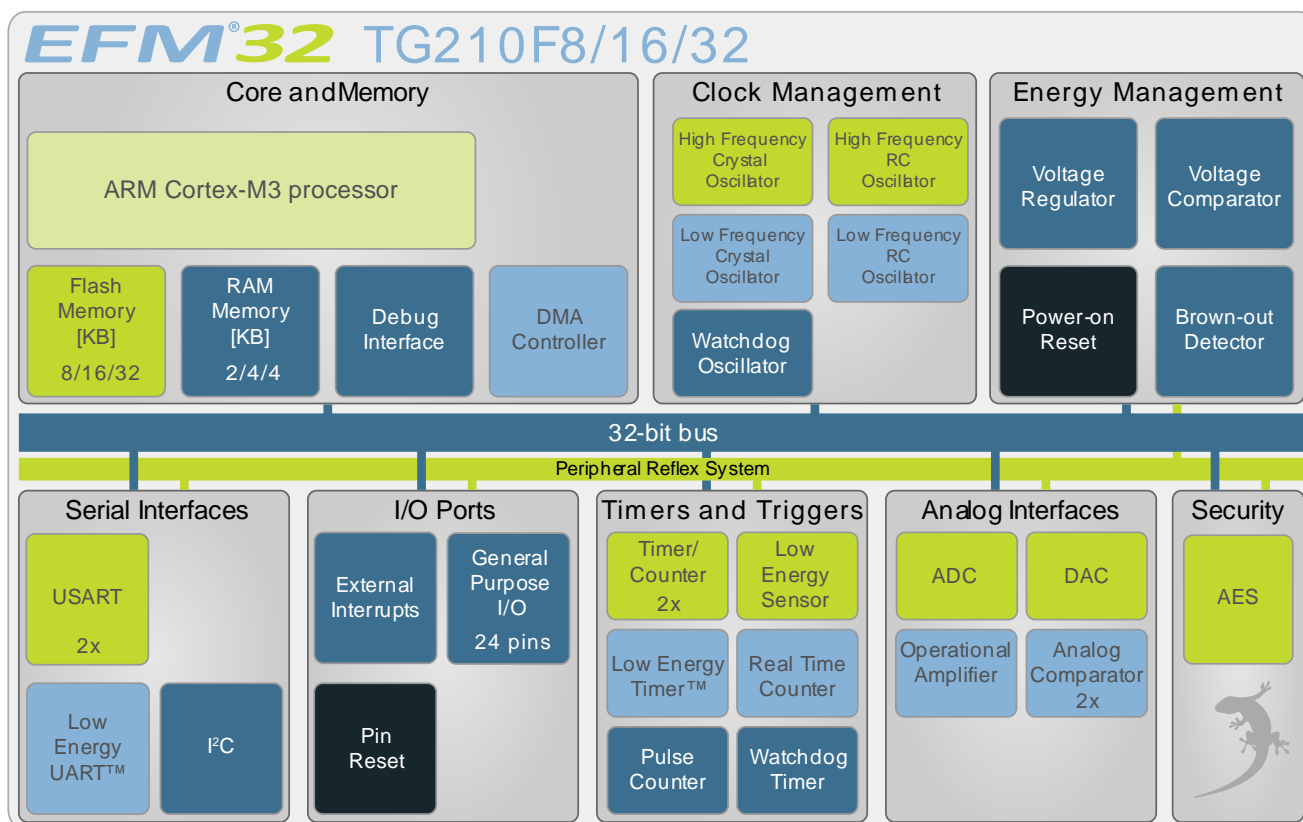 EFM®32 TG210F8/16/32
Core and Memory
ARM Cortex-M3 processor
Flash
Memory
[KB]
8/16/32
RAM
Memory
[KB]
2/4/4
Debug
Interface
DMA
Controller
Clock Management
High Frequency
Crystal
Oscillator
High Frequency
RC
Oscillator
Low Frequency
Crystal
Oscillator
Low Frequency
RC
Oscillator
Watchdog
Oscillator
Energy Management
Voltage
Regulator
Voltage
Comparator
Power-on
Reset
Brown-out
Detector
32-bit bus
Peripheral Reflex System
Serial Interfaces
USART
2x
Low
Energy
UART™
I²C
I/O Ports
External
Interrupts
General
Purpose
I/O
24 pins
Pin
Reset
Timers and Triggers
Timer/
Counter
2x
Low
Energy
Sensor
Low Energy
Timer™
Real Time
Counter
Pulse
Counter
Watchdog
Timer
Analog Interfaces
ADC
DAC
Operational
Amplifier
Analog
Comparator
2x
Security
AES